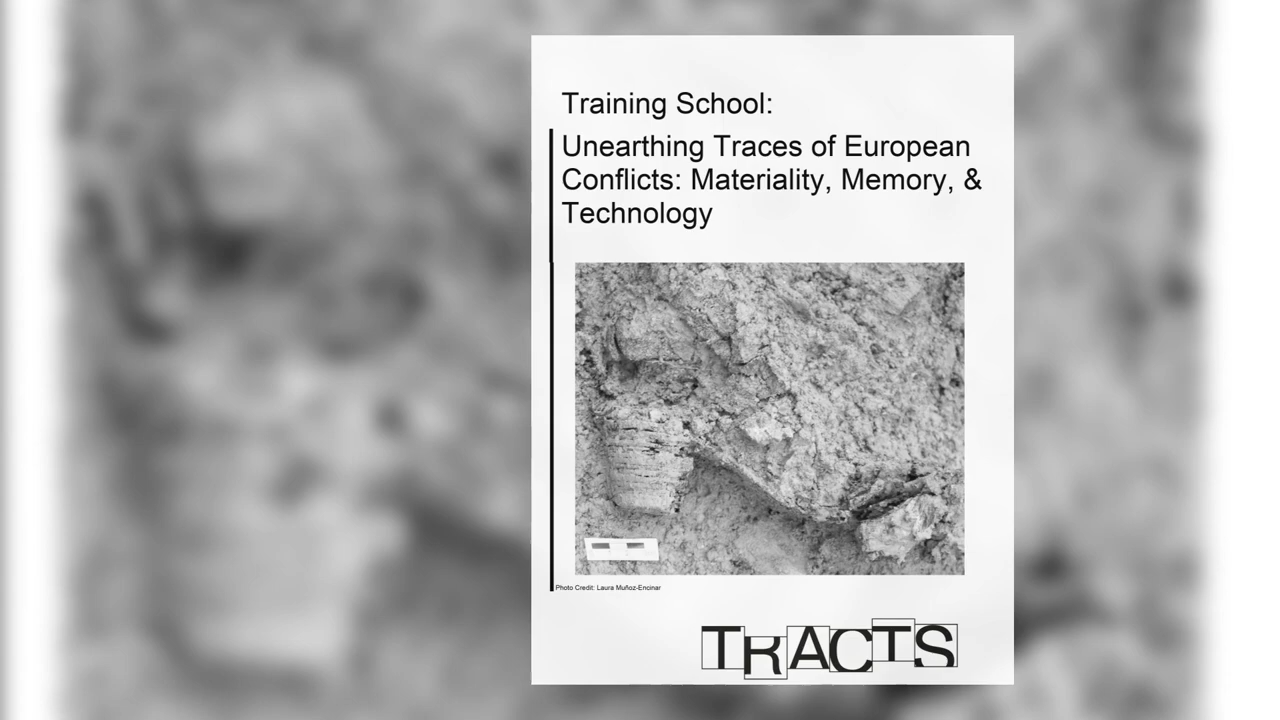 Training School:
Unearthing Traces of European
Conflicts: Materiality, Memory, &
Technology
Photo Credit: Laura Muñoz-Encinar
TRACTS